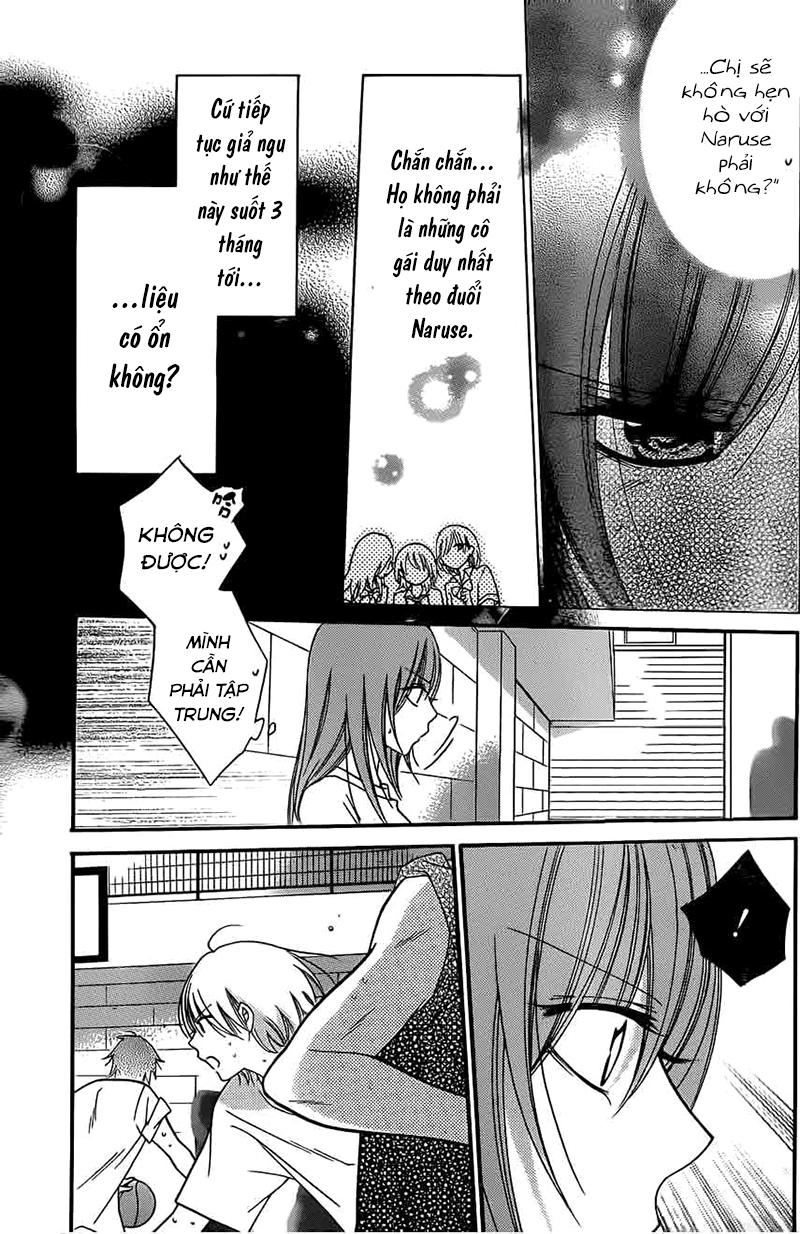 ...Chị sẽ
không hẹn
hò với
Naruse
phải
không?"
Chắn chắn...
Họ không phải
là những cô
gái duy nhất
theo đuổi
Naruse.
Cứ tiếp
tục giả ngu
như thế
này suốt 3
tháng
tới...
...liệu
có ổn
không?
KHÔNG
ĐƯỢC!
MÌNH
CẦN
PHẢI TẬP
TRUNG!
!